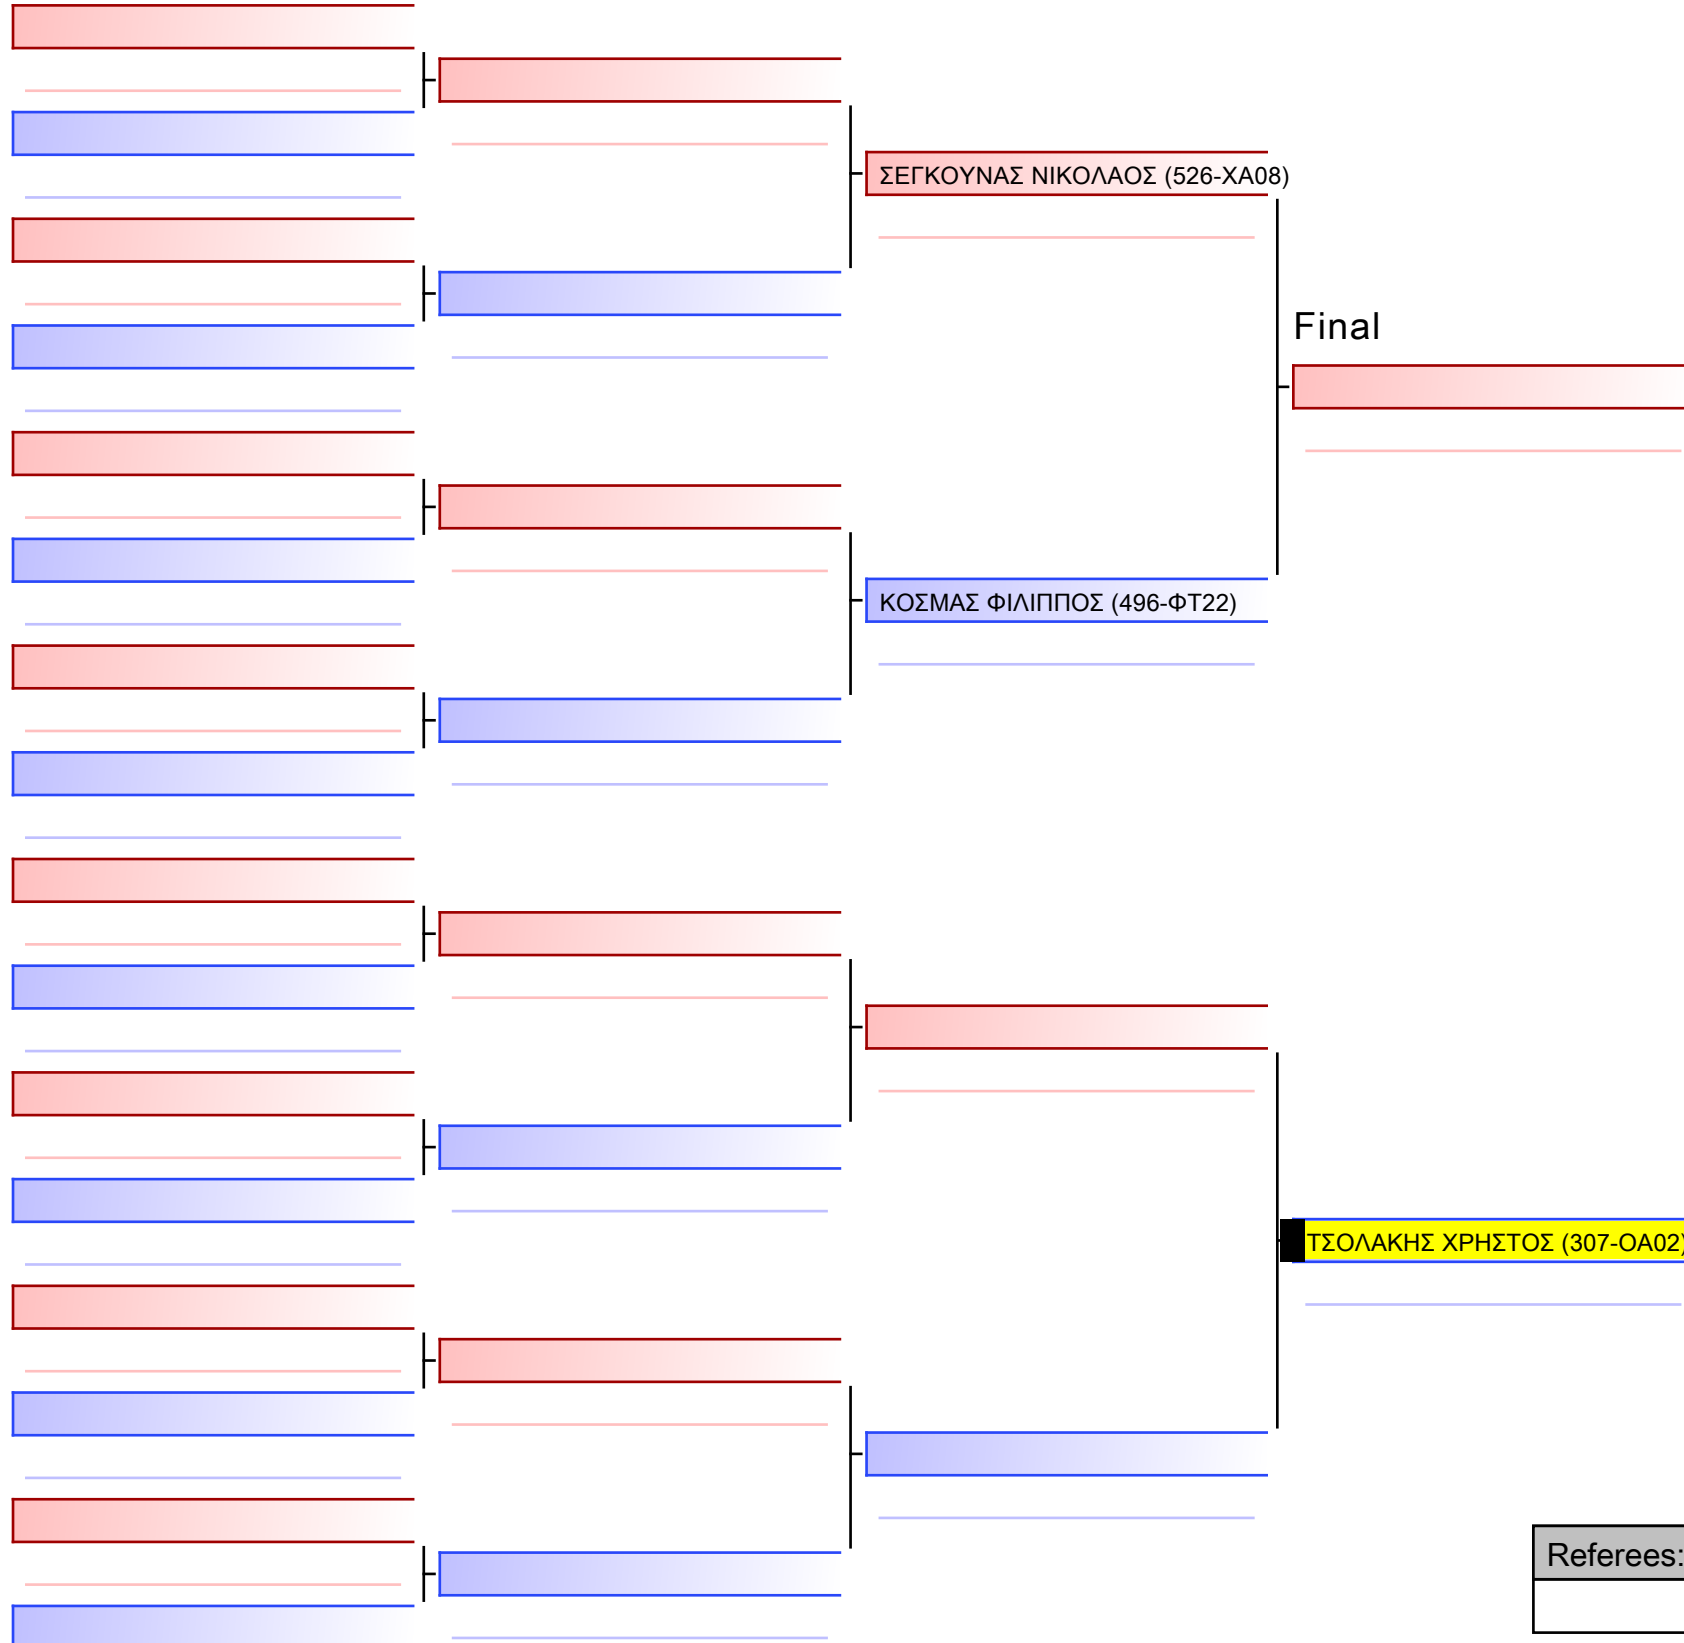 ΣΕΓΚΟΥΝΑΣ ΝΙΚΟΛΑΟΣ (526-ΧΑ08)
Final
ΚΟΣΜΑΣ ΦΙΛΙΠΠΟΣ (496-ΦΤ22)
ΤΣΟΛΑΚΗΣ ΧΡΗΣΤΟΣ (307-ΟΑ02)
Referees: